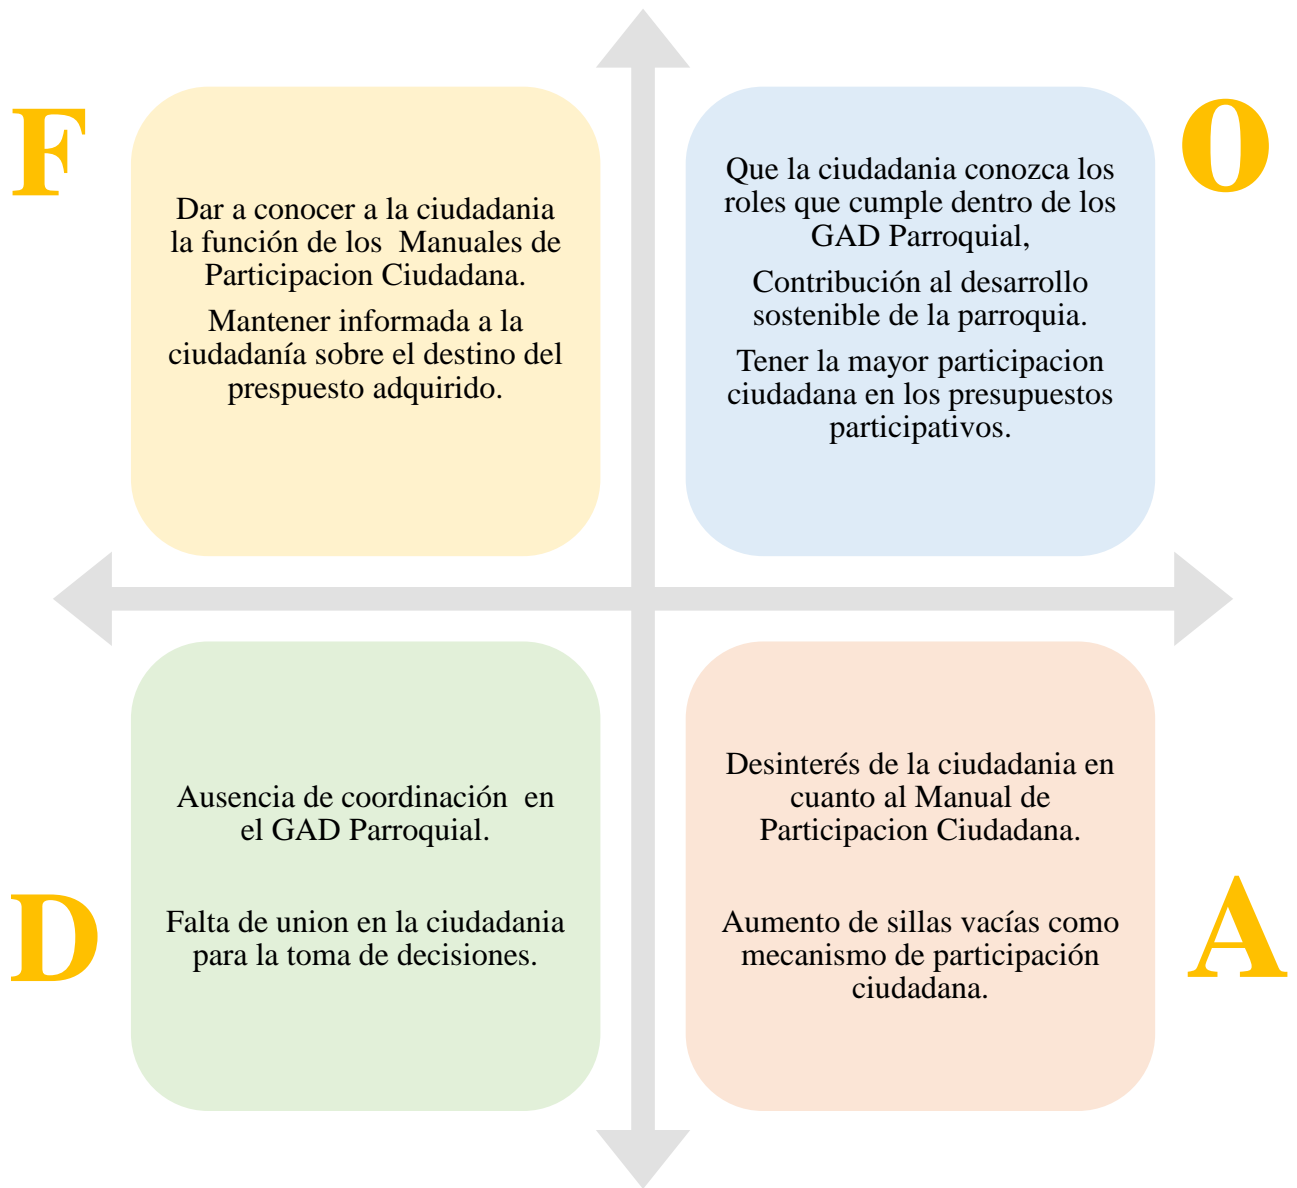 F
Dar a conocer a la ciudadania
la función de los  Manuales de
Participacion Ciudadana.
Mantener informada a la
ciudadanía sobre el destino del
prespuesto adquirido.
O
Que la ciudadania conozca los
roles que cumple dentro de los
GAD Parroquial,
Contribución al desarrollo
sostenible de la parroquia.
Tener la mayor participacion
ciudadana en los presupuestos
participativos.
D
Ausencia de coordinación  en
el GAD Parroquial.
Falta de union en la ciudadania
para la toma de decisiones.
A
Desinterés de la ciudadania en
cuanto al Manual de
Participacion Ciudadana.
Aumento de sillas vacías como
mecanismo de participación
ciudadana.